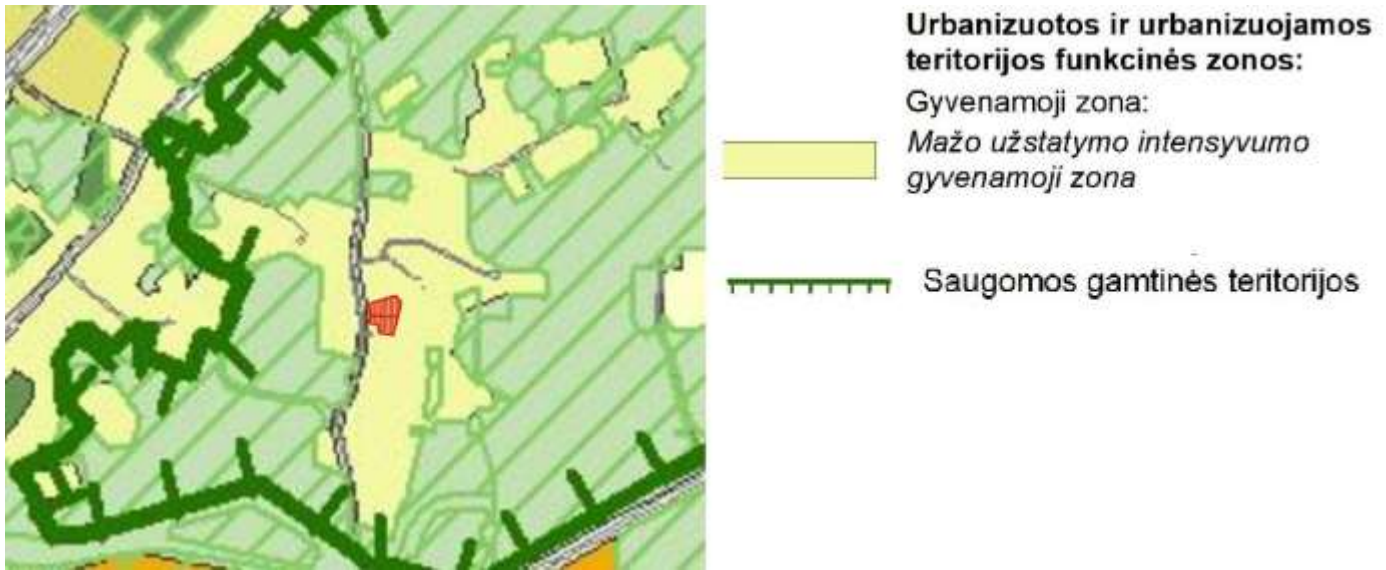 Urbanizuotos ir urbanizuojamos
teritorijos funkcinės zonos:
Gyvenamoji zona:
Mažo užstatymo intensyvumo
gyvenamoji zona
Saugomos gamtinės teritorijos